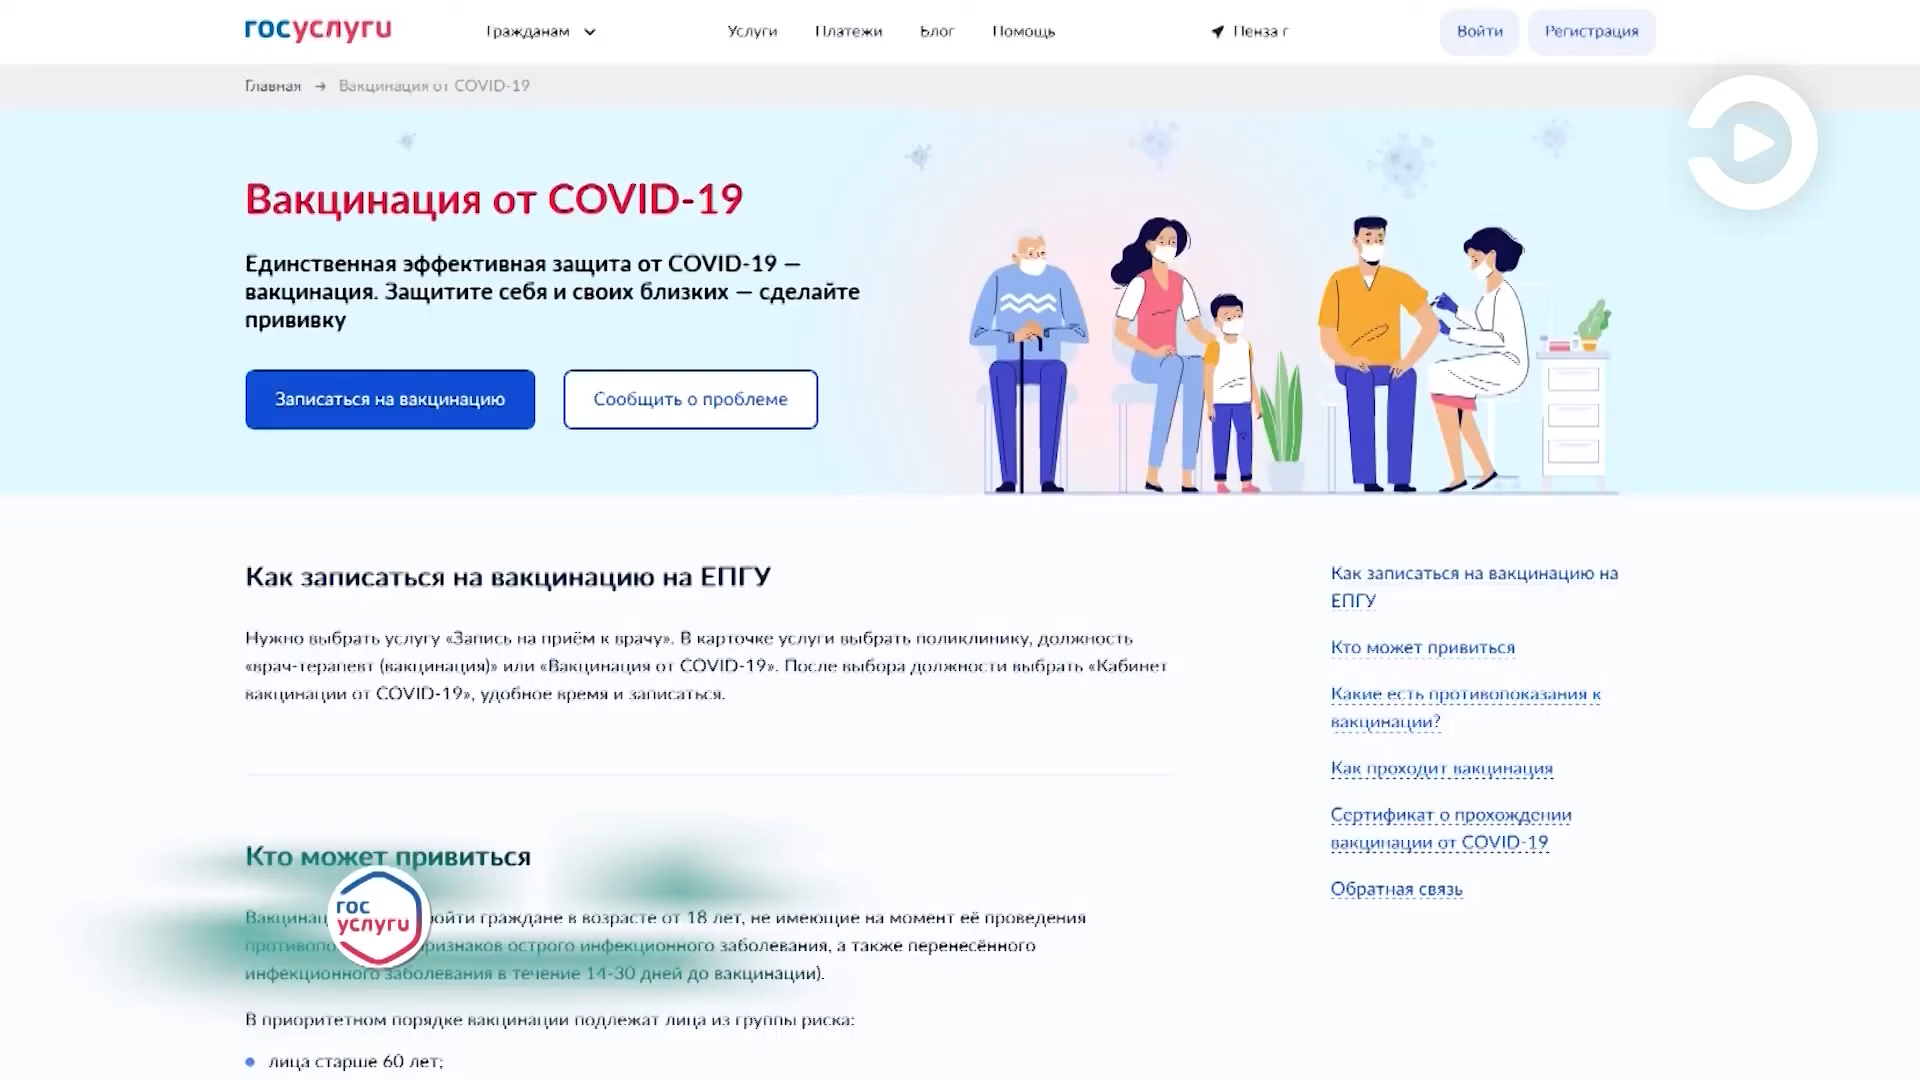 госуслуги
Гражданам
Услуги
Платежи
Блог
Помощь
Пенза г
Войти
Регистрация
Главная → Вакцинация от COVID-19
Вакцинация от COVID-19
Единственная эффективная защита от COVID-19 —
вакцинация. Защитите себя и своих близких — сделайте
прививку
Записаться на вакцинацию
Сообщить о проблеме
Как записаться на вакцинацию на ЕПГУ
Нужно выбрать услугу «Запись на приём к врачу». В карточке услуги выбрать поликлинику, должность
«врач-терапевт (вакцинация)» или «Вакцинация от COVID-19». После выбора должности выбрать «Кабинет
вакцинации от COVID-19», удобное время и записаться.
Кто может привиться
граждане в возрасте от 18 лет, не имеющие на момент её проведения
острого инфекционного заболевания, а также перенесённого
инфекционного заболевания в течение 14-30 дней до вакцинации).
В приоритетном порядке вакцинации подлежат лица из группы риска:
лица старше 60 лет;
Как записаться на вакцинацию на
ЕПГУ
Кто может привиться
Какие есть противопоказания к
вакцинации?
Как проходит вакцинация
Сертификат о прохождении
вакцинации от COVID-19
Обратная связь
гос
услуги